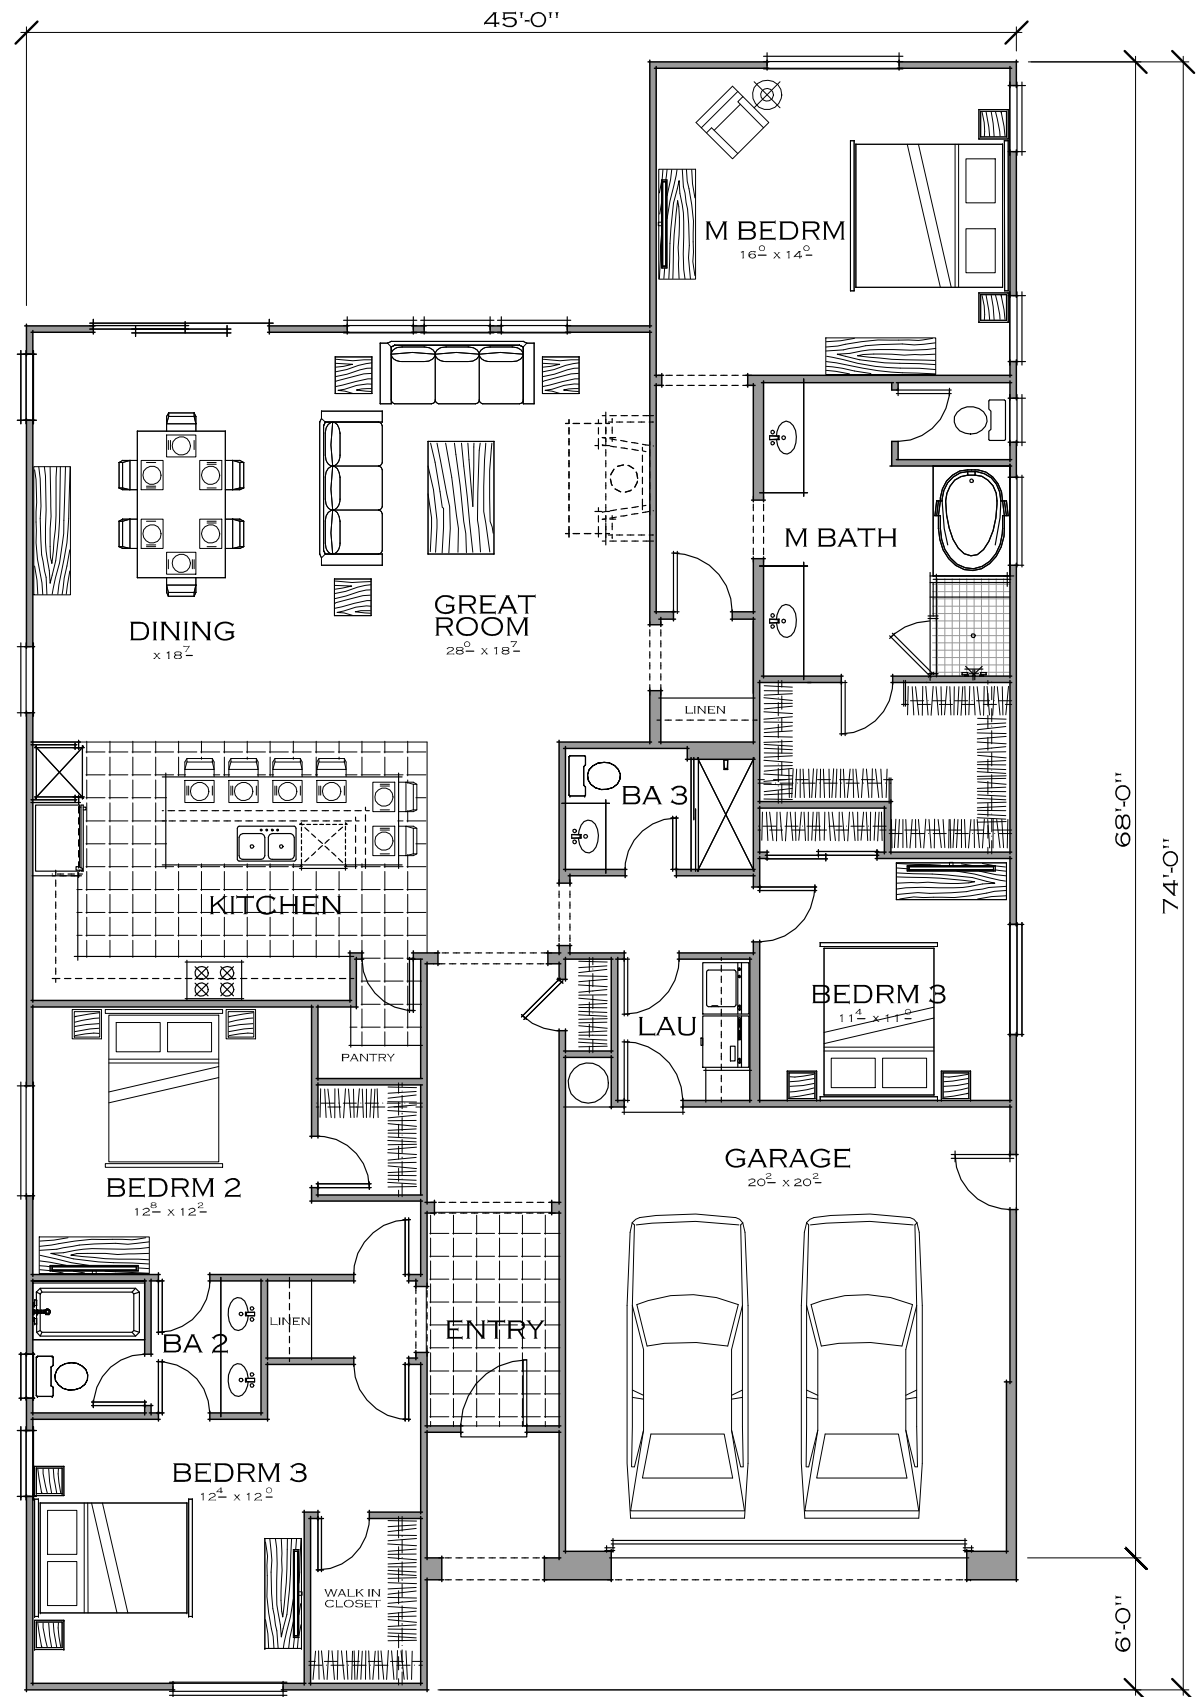 45'-0"
M BEDRM
16⁰ x 14⁰
M BATH
DINING
x 18⁷
GREAT
ROOM
28⁰ x 18⁷
LINEN
BA 3
KITCHEN
68'-0"
74'-0"
BEDRM 3
11⁴ x 11⁰
LAU
PANTRY
BEDRM 2
12⁸ x 12²
GARAGE
20² x 20²
LINEN
BA 2
ENTRY
BEDRM 3
12⁴ x 12⁰
WALK IN
CLOSET
6'-0"